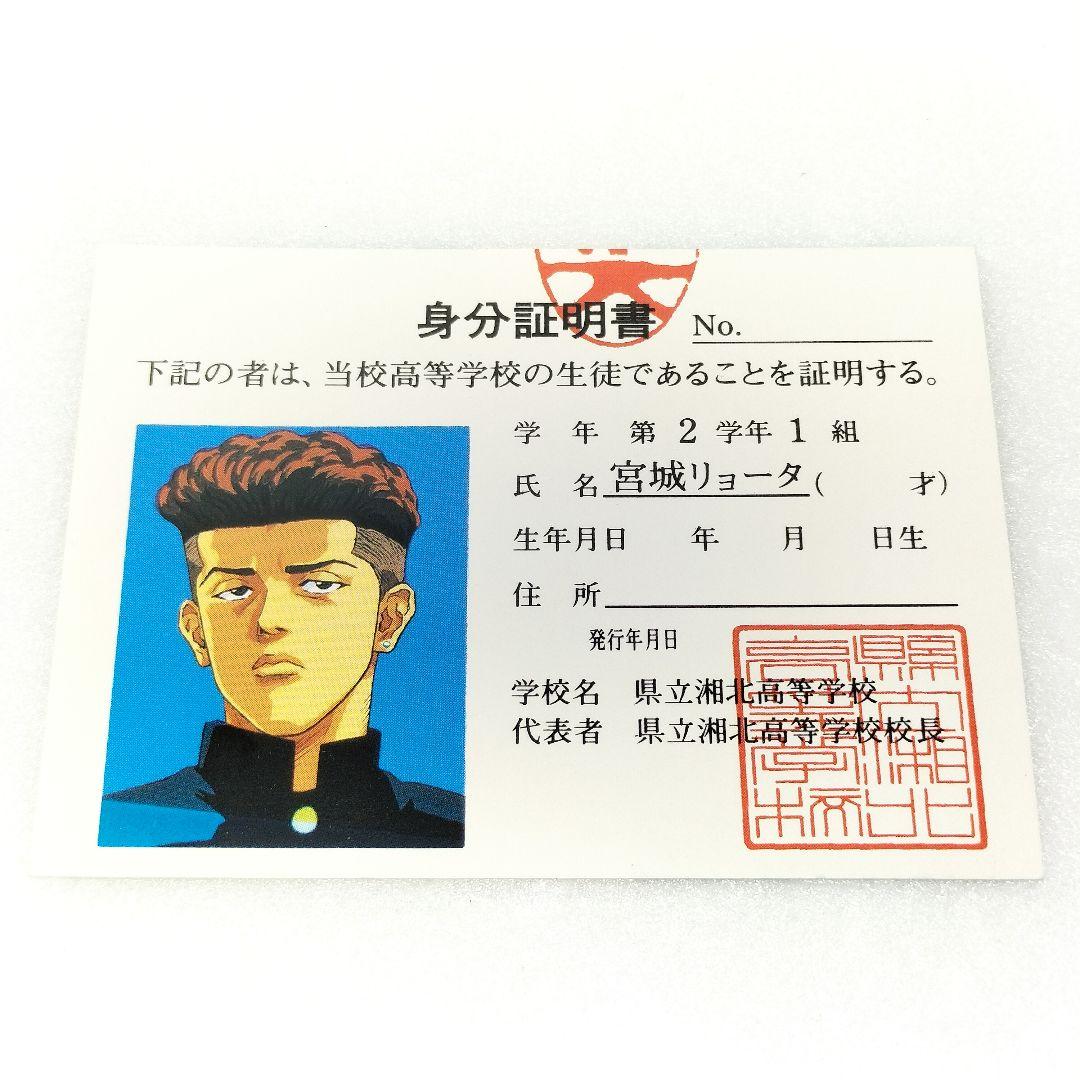 身分証明書 No.
下記の者は、当校高等学校の生徒であることを証明する。
学 年 第 2 学年 1 組
氏 名 宮城リョータ( 才)
生年月日 年 月 日生
住 所
発行年月日
学校名 県立湘北高等学校
代表者 県立湘北高等学校校長